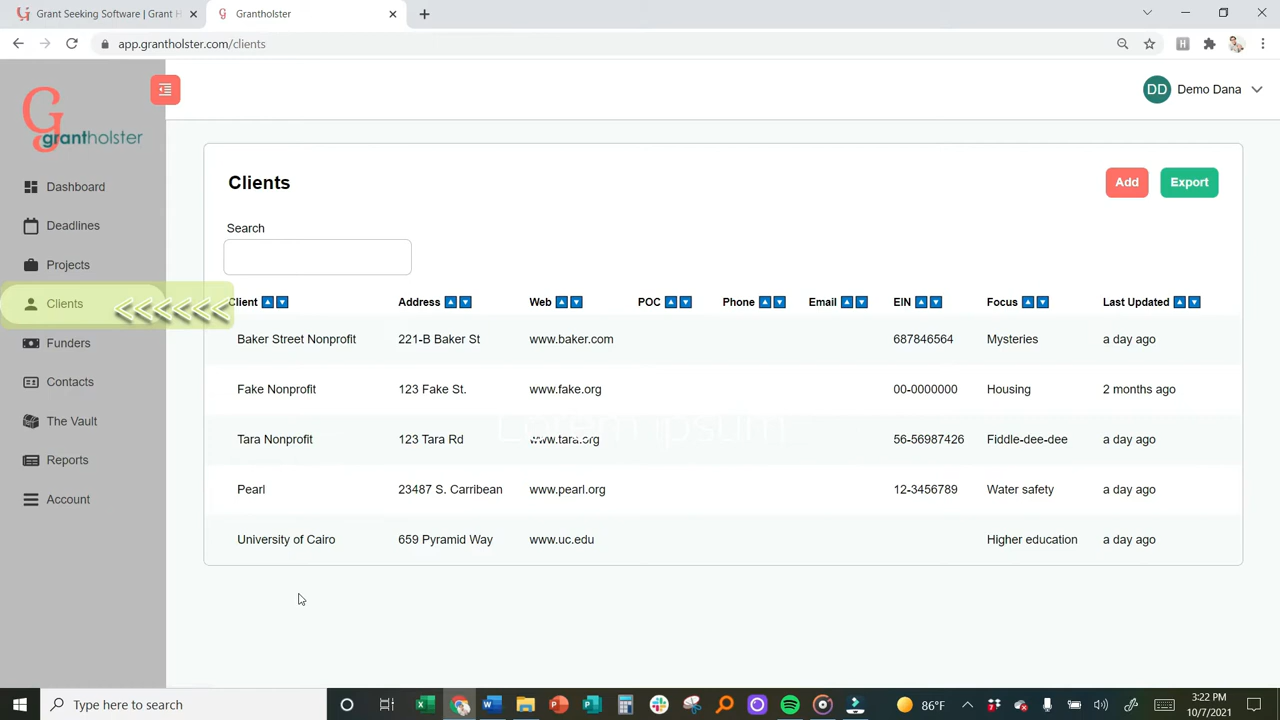 Grant Seeking Software | Grant H
Grantholster
app.grantholster.com/clients
grantholster
DD Demo Dana
Dashboard
Deadlines
Projects
Clients
Funders
Contacts
The Vault
Reports
Account
Clients
Add
Export
Search
Client Address Web POC Phone Email EIN Focus Last Updated
Baker Street Nonprofit 221-B Baker St www.baker.com 687846564 Mysteries a day ago
Fake Nonprofit 123 Fake St. www.fake.org 00-0000000 Housing 2 months ago
Lorem Ipsum
Tara Nonprofit 123 Tara Rd www.tara.org 56-56987426 Fiddle-dee-dee a day ago
Pearl 23487 S. Carribean www.pearl.org 12-3456789 Water safety a day ago
University of Cairo 659 Pyramid Way www.uc.edu Higher education a day ago
Type here to search
86°F
3:22 PM
10/7/2021